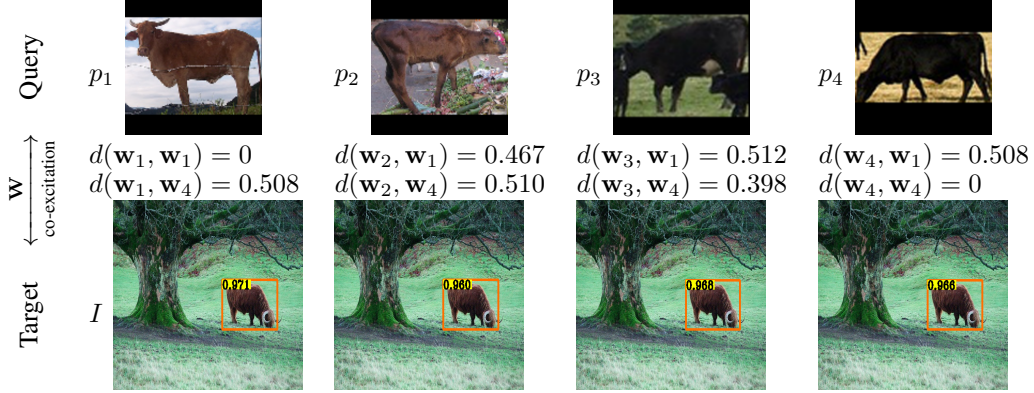 Query
p₁ p₂ p₃ p₄
w
co-excitation
d(w₁, w₁) = 0 d(w₂, w₁) = 0.467 d(w₃, w₁) = 0.512 d(w₄, w₁) = 0.508
d(w₁, w₄) = 0.508 d(w₂, w₄) = 0.510 d(w₃, w₄) = 0.398 d(w₄, w₄) = 0
Target
I
0.971 0.960 0.968 0.966